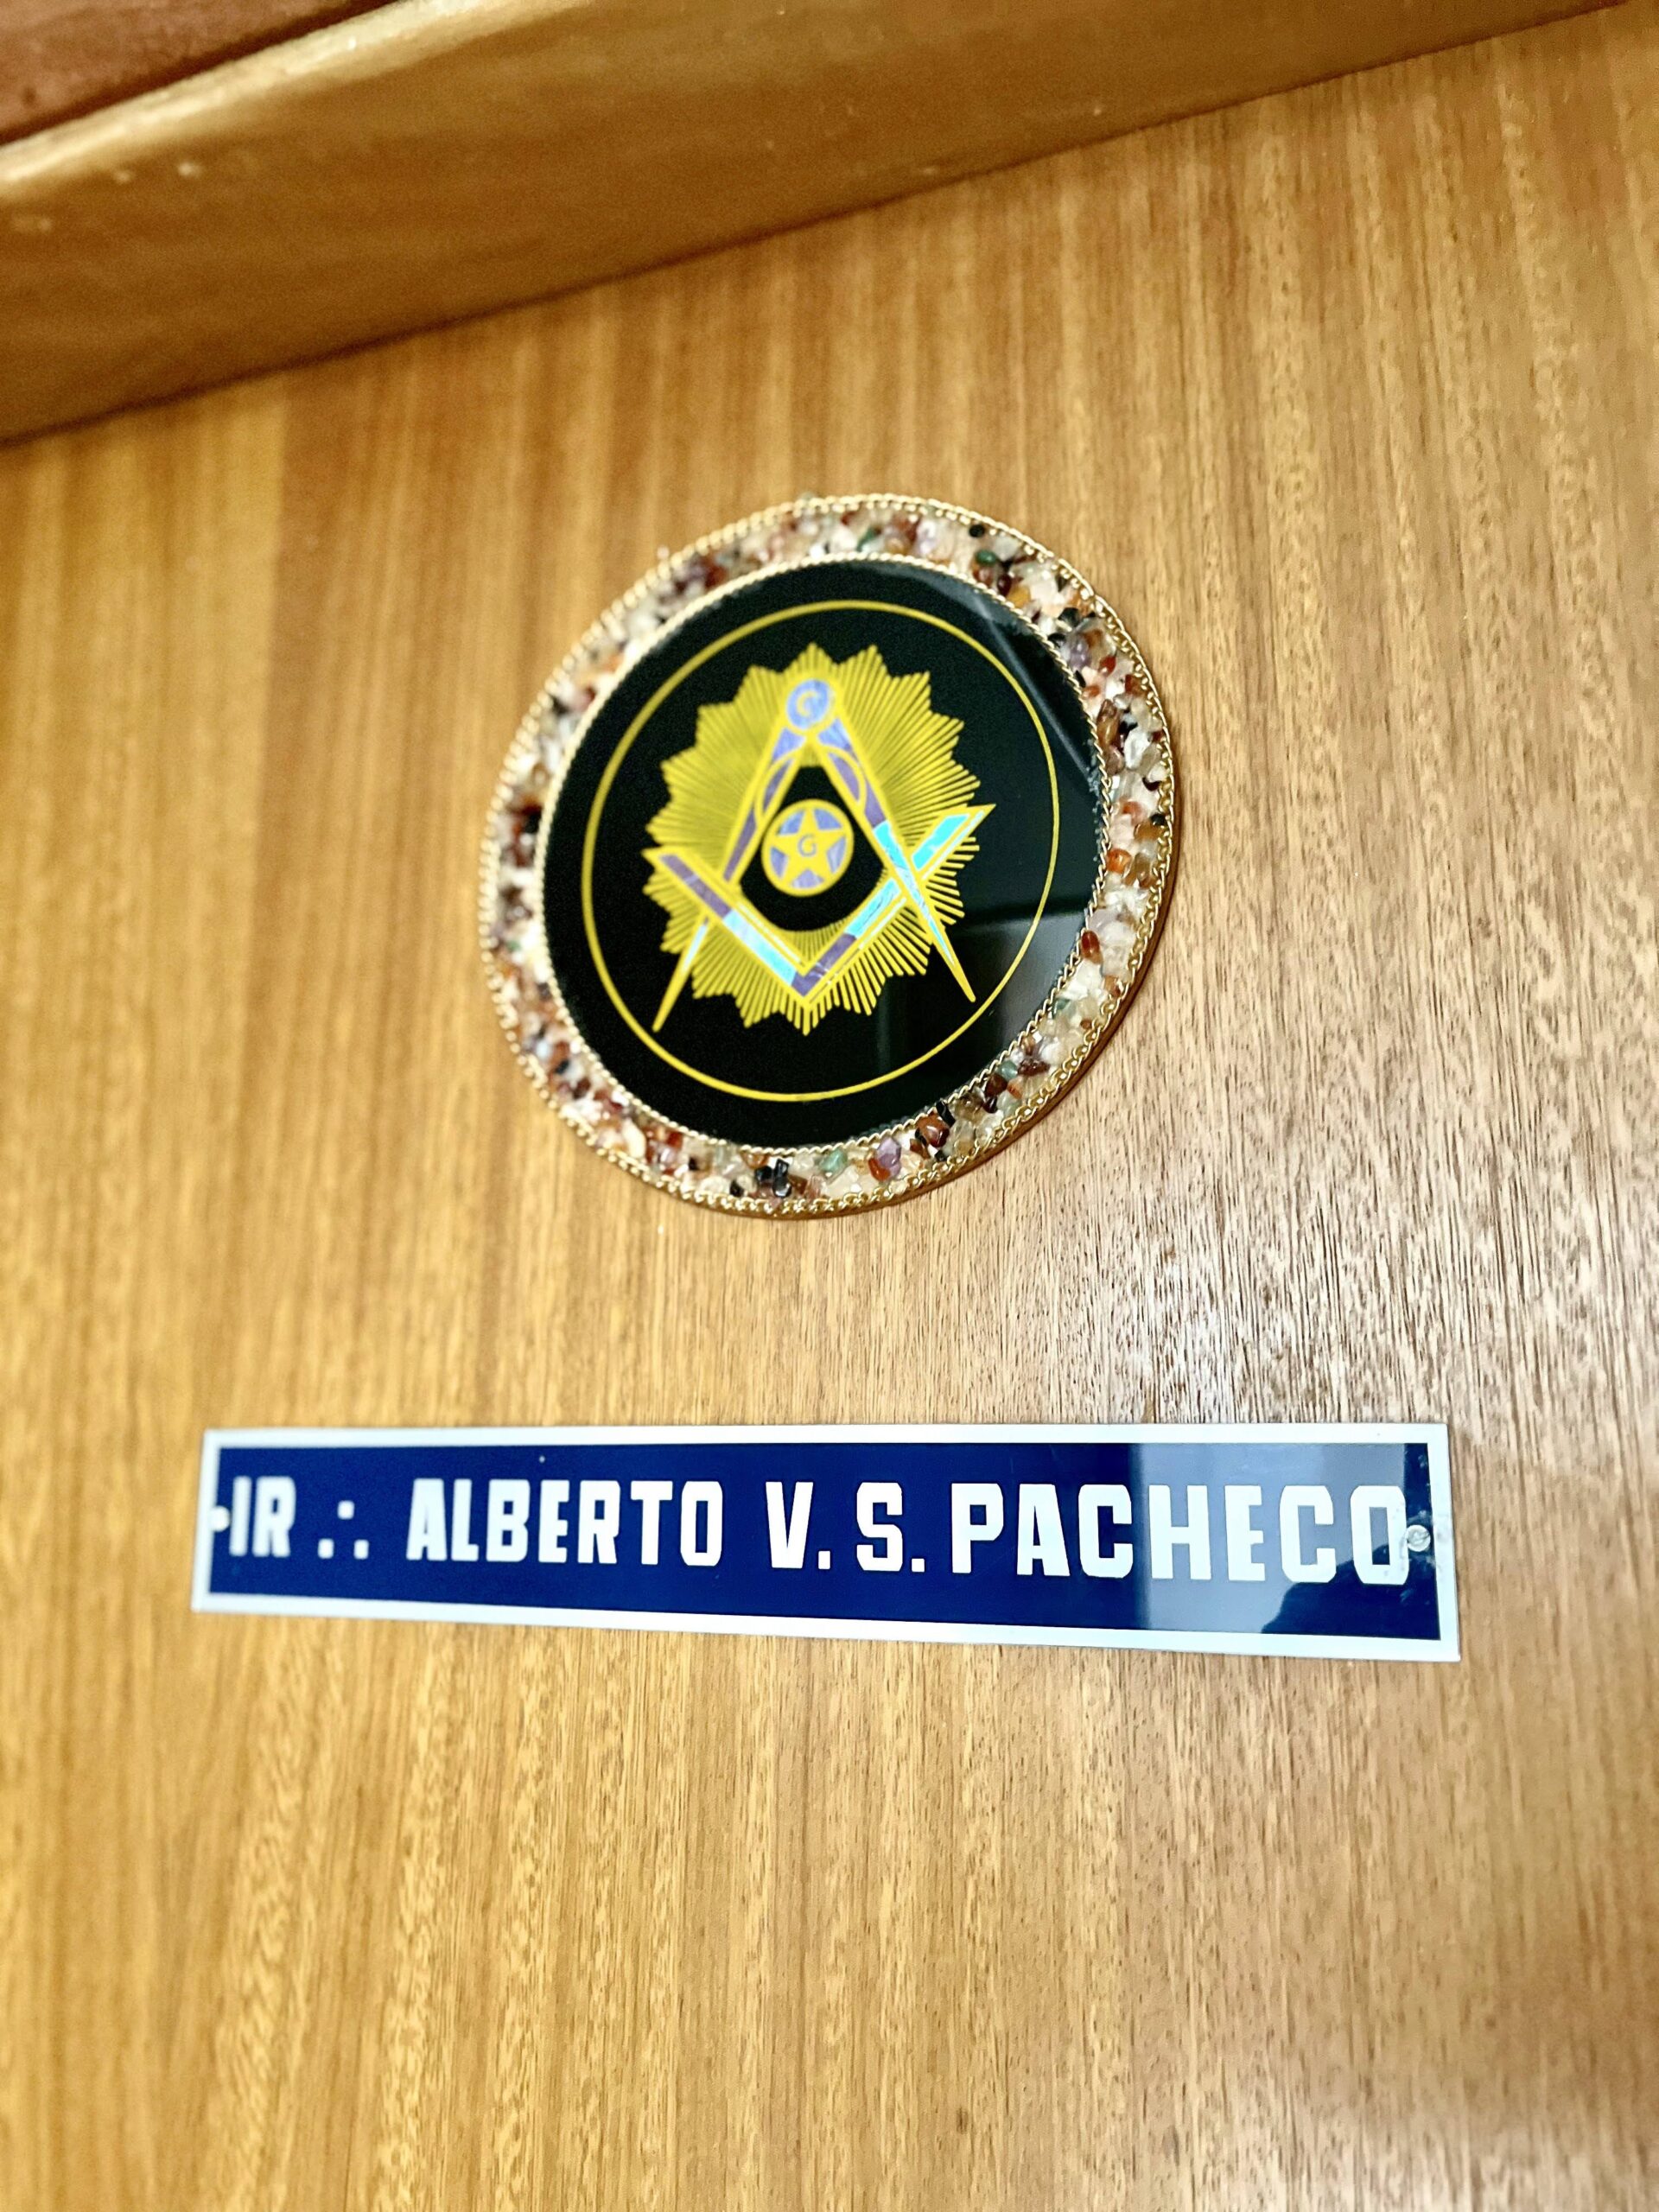 G
G
IR ∴ ALBERTO V. S. PACHECO